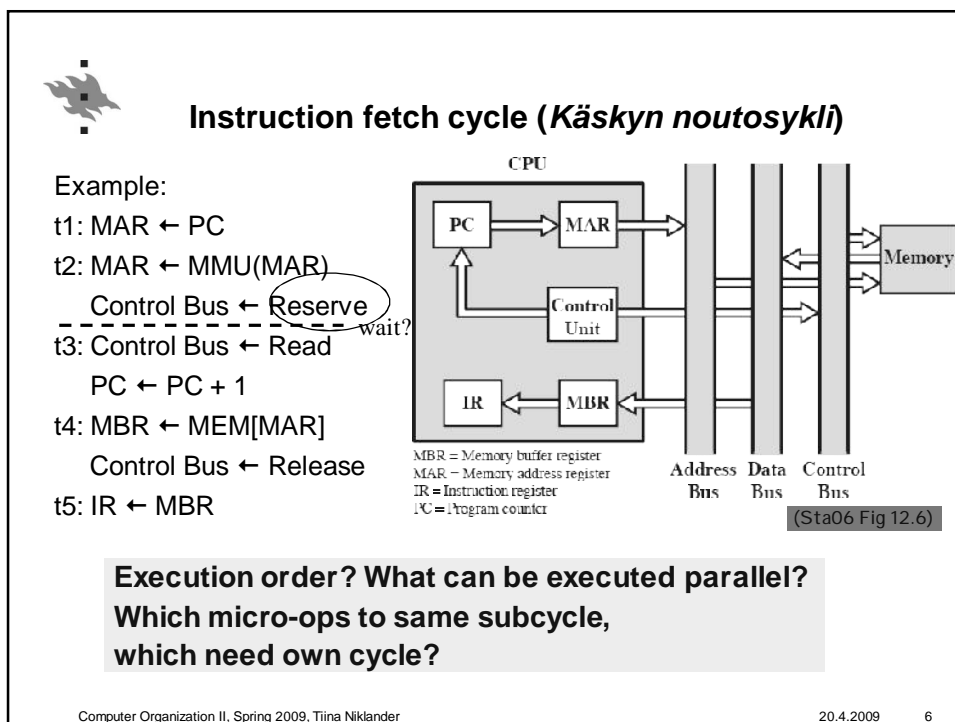 Instruction fetch cycle (Käskyn noutosykli)
Example:
t1: MAR ← PC
t2: MAR ← MMU(MAR)
Control Bus ← Reserve
wait?
t3: Control Bus ← Read
PC ← PC + 1
t4: MBR ← MEM[MAR]
Control Bus ← Release
t5: IR ← MBR
CPU
PC
MAR
Memory
Control
Unit
IR
MBR
MBR = Memory buffer register
MAR = Memory address register
IR = Instruction register
PC = Program counter
Address Data Control
Bus Bus Bus
(Sta06 Fig 12.6)
Execution order? What can be executed parallel?
Which micro-ops to same subcycle,
which need own cycle?
Computer Organization II, Spring 2009, Tiina Niklander 20.4.2009 6